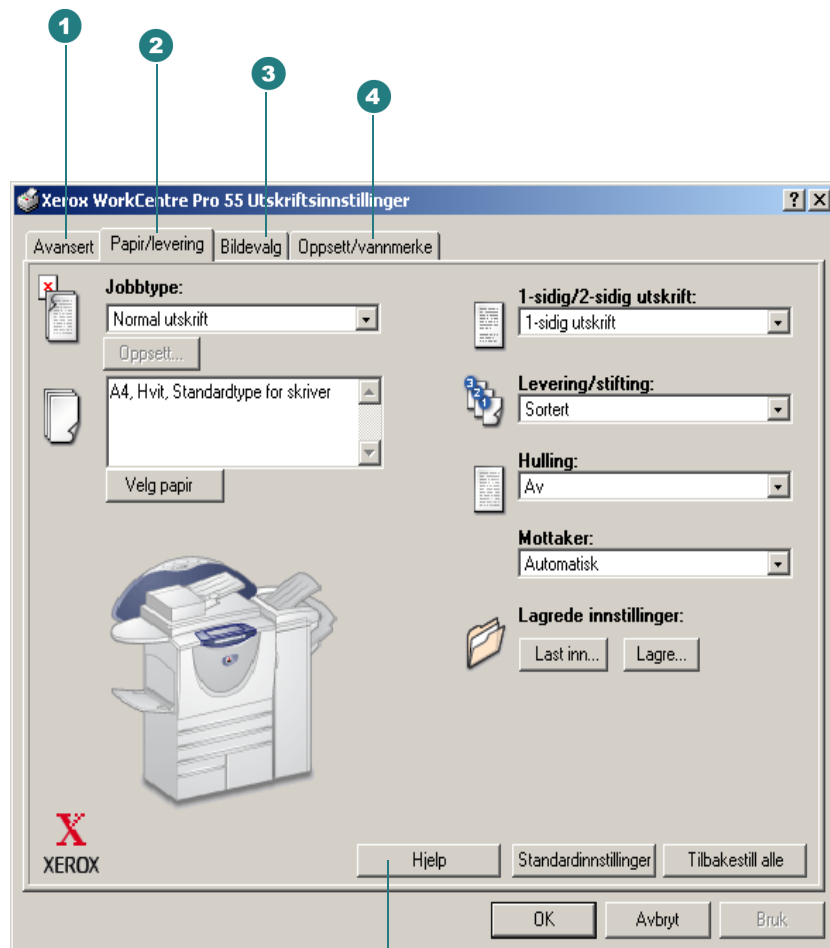 1
2
3
4
Xerox WorkCentre Pro 55 Utskriftsinnstillinger
Avansert
Papir/levering
Bildevalg
Oppsett/vannmerke
Jobbtype:
Normal utskrift
Oppsett...
A4, Hvit, Standardtype for skriver
Velg papir
1-sidig/2-sidig utskrift:
1-sidig utskrift
Levering/stifting:
Sortert
Hulling:
Av
Mottaker:
Automatisk
Lagrede innstillinger:
Last inn...
Lagre...
X
XEROX
Hjelp
Standardinnstillinger
Tilbakestill alle
OK
Avbryt
Bruk